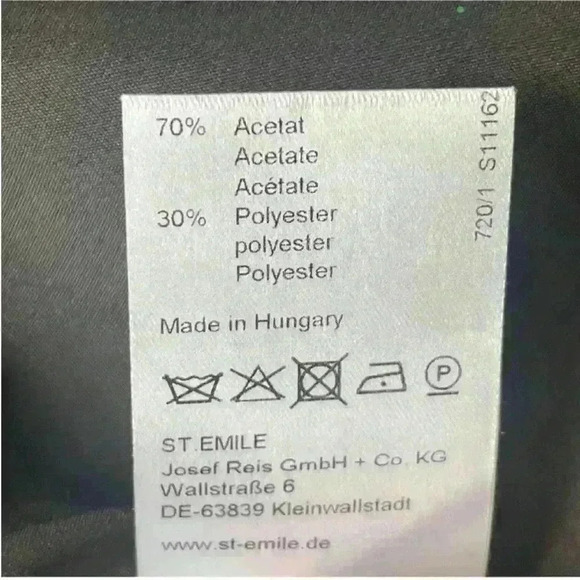 70% Acetat
Acetate
Acétate
30% Polyester
polyester
Polyester
Made in Hungary
P
ST.EMILE
Josef Reis GmbH + Co. KG
Wallstraße 6
DE-63839 Kleinwallstadt
www.st-emile.de
720/1 S11162